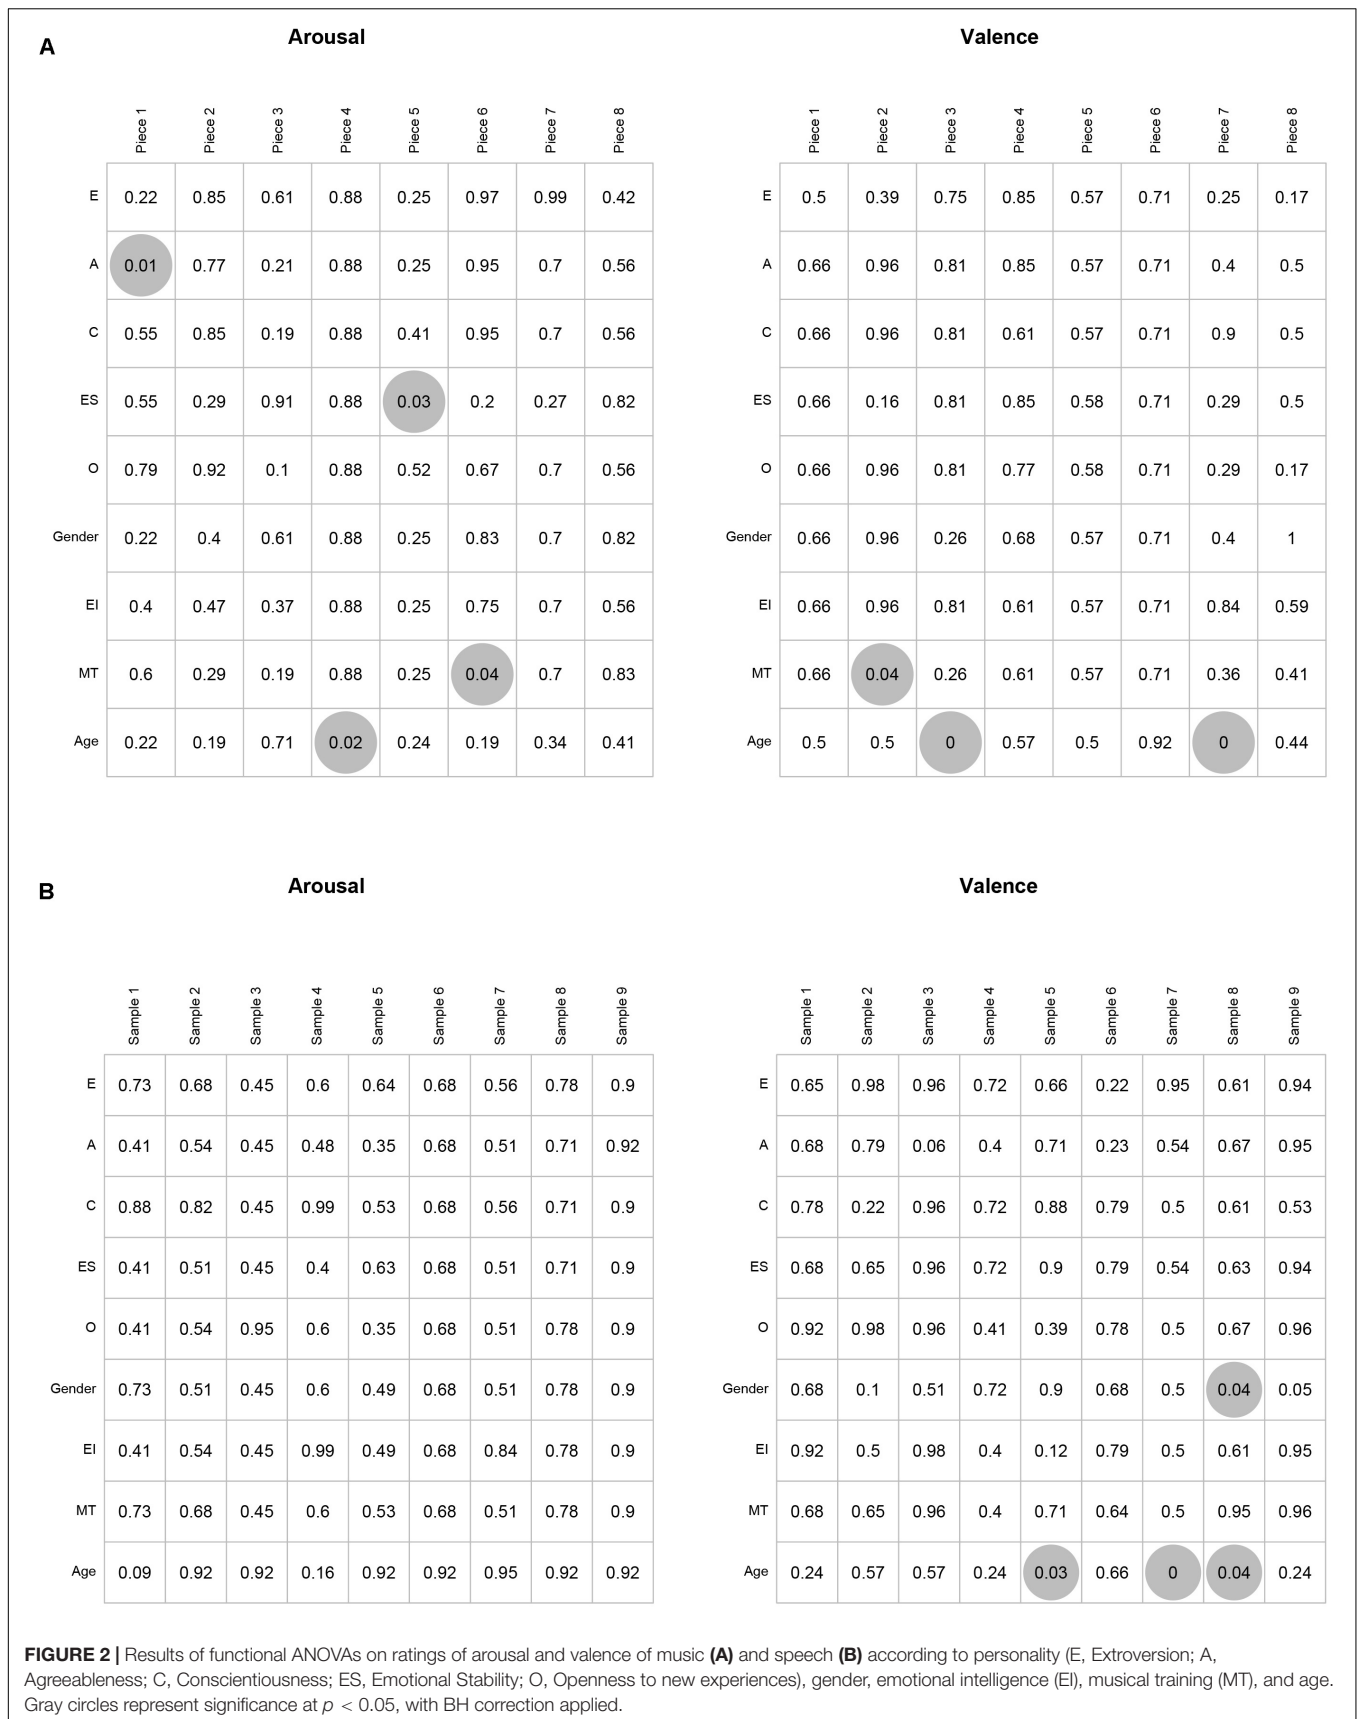 A
Arousal
Valence
Piece 1 Piece 2 Piece 3 Piece 4 Piece 5 Piece 6 Piece 7 Piece 8
Piece 1 Piece 2 Piece 3 Piece 4 Piece 5 Piece 6 Piece 7 Piece 8
E 0.22 0.85 0.61 0.88 0.25 0.97 0.99 0.42
E 0.5 0.39 0.75 0.85 0.57 0.71 0.25 0.17
A 0.01 0.77 0.21 0.88 0.25 0.95 0.7 0.56
A 0.66 0.96 0.81 0.85 0.57 0.71 0.4 0.5
C 0.55 0.85 0.19 0.88 0.41 0.95 0.7 0.56
C 0.66 0.96 0.81 0.61 0.57 0.71 0.9 0.5
ES 0.55 0.29 0.91 0.88 0.03 0.2 0.27 0.82
ES 0.66 0.16 0.81 0.85 0.58 0.71 0.29 0.5
O 0.79 0.92 0.1 0.88 0.52 0.67 0.7 0.56
O 0.66 0.96 0.81 0.77 0.58 0.71 0.29 0.17
Gender 0.22 0.4 0.61 0.88 0.25 0.83 0.7 0.82
Gender 0.66 0.96 0.26 0.68 0.57 0.71 0.4 1
EI 0.4 0.47 0.37 0.88 0.25 0.75 0.7 0.56
EI 0.66 0.96 0.81 0.61 0.57 0.71 0.84 0.59
MT 0.6 0.29 0.19 0.88 0.25 0.04 0.7 0.83
MT 0.66 0.04 0.26 0.61 0.57 0.71 0.36 0.41
Age 0.22 0.19 0.71 0.02 0.24 0.19 0.34 0.41
Age 0.5 0.5 0 0.57 0.5 0.92 0 0.44
B
Arousal
Valence
Sample 1 Sample 2 Sample 3 Sample 4 Sample 5 Sample 6 Sample 7 Sample 8 Sample 9
Sample 1 Sample 2 Sample 3 Sample 4 Sample 5 Sample 6 Sample 7 Sample 8 Sample 9
E 0.73 0.68 0.45 0.6 0.64 0.68 0.56 0.78 0.9
E 0.65 0.98 0.96 0.72 0.66 0.22 0.95 0.61 0.94
A 0.41 0.54 0.45 0.48 0.35 0.68 0.51 0.71 0.92
A 0.68 0.79 0.06 0.4 0.71 0.23 0.54 0.67 0.95
C 0.88 0.82 0.45 0.99 0.53 0.68 0.56 0.71 0.9
C 0.78 0.22 0.96 0.72 0.88 0.79 0.5 0.61 0.53
ES 0.41 0.51 0.45 0.4 0.63 0.68 0.51 0.71 0.9
ES 0.68 0.65 0.96 0.72 0.9 0.79 0.54 0.63 0.94
O 0.41 0.54 0.95 0.6 0.35 0.68 0.51 0.78 0.9
O 0.92 0.98 0.96 0.41 0.39 0.78 0.5 0.67 0.96
Gender 0.73 0.51 0.45 0.6 0.49 0.68 0.51 0.78 0.9
Gender 0.68 0.1 0.51 0.72 0.9 0.68 0.5 0.04 0.05
EI 0.41 0.54 0.45 0.99 0.49 0.68 0.84 0.78 0.9
EI 0.92 0.5 0.98 0.4 0.12 0.79 0.5 0.61 0.95
MT 0.73 0.68 0.45 0.6 0.53 0.68 0.51 0.78 0.9
MT 0.68 0.65 0.96 0.4 0.71 0.64 0.5 0.95 0.96
Age 0.09 0.92 0.92 0.16 0.92 0.92 0.95 0.92 0.92
Age 0.24 0.57 0.57 0.24 0.03 0.66 0 0.04 0.24
FIGURE 2 | Results of functional ANOVAs on ratings of arousal and valence of music (A) and speech (B) according to personality (E, Extroversion; A,
Agreeableness; C, Conscientiousness; ES, Emotional Stability; O, Openness to new experiences), gender, emotional intelligence (EI), musical training (MT), and age.
Gray circles represent significance at p < 0.05, with BH correction applied.